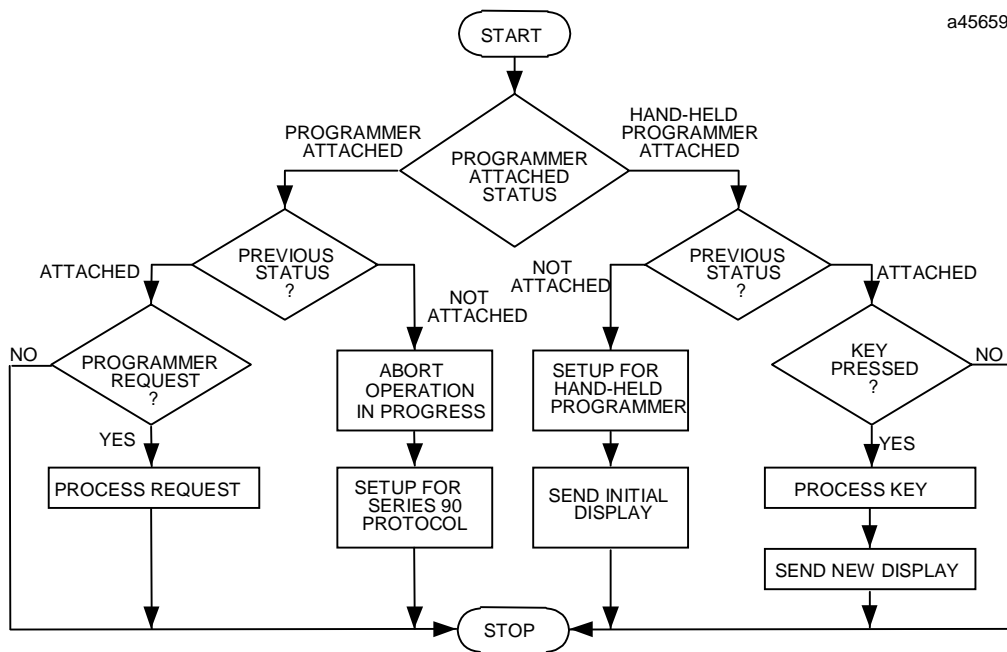 a45659
START
PROGRAMMER
ATTACHED
HAND-HELD
PROGRAMMER
ATTACHED
PROGRAMMER
ATTACHED
STATUS
PREVIOUS
STATUS
?
PREVIOUS
STATUS
?
ATTACHED
NOT
ATTACHED
NOT
ATTACHED
ATTACHED
NO
PROGRAMMER
REQUEST
?
YES
ABORT
OPERATION
IN PROGRESS
SETUP FOR
HAND-HELD
PROGRAMMER
KEY
PRESSED
?
NO
YES
PROCESS REQUEST
SETUP FOR
SERIES 90
PROTOCOL
SEND INITIAL
DISPLAY
PROCESS KEY
SEND NEW DISPLAY
STOP